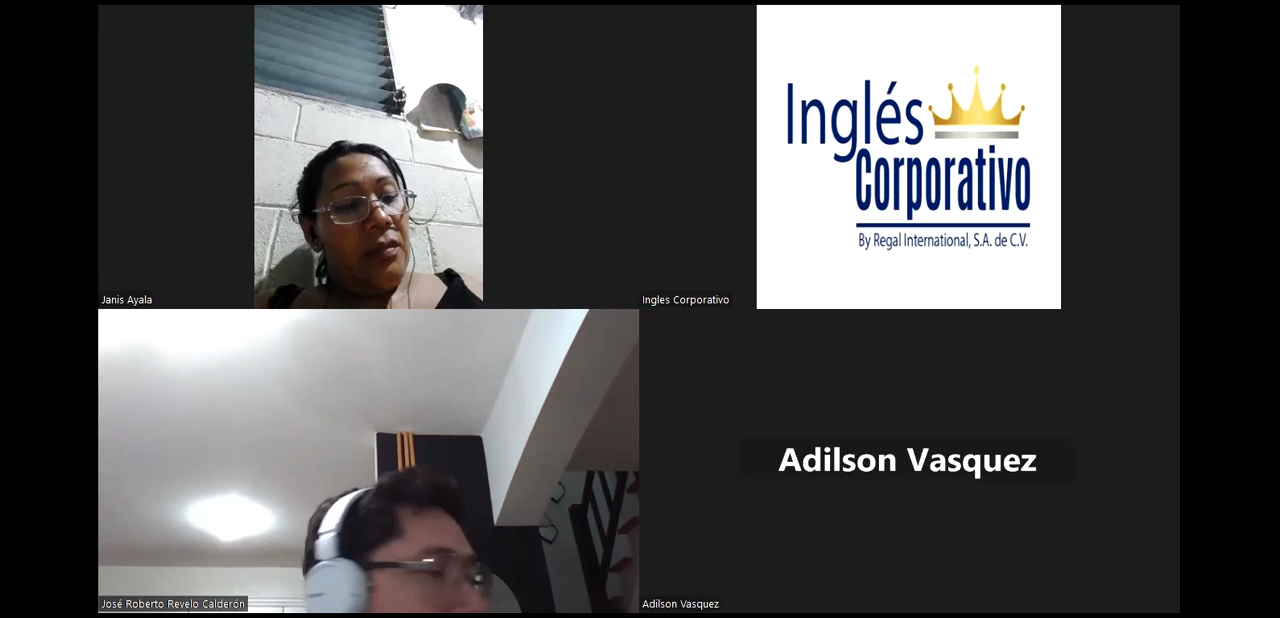 Inglés
Corporativo
By Regal International, S.A. de C.V.
Janis Ayala
Ingles Corporativo
Adilson Vasquez
José Roberto Revelo Calderón
Adilson Vasquez